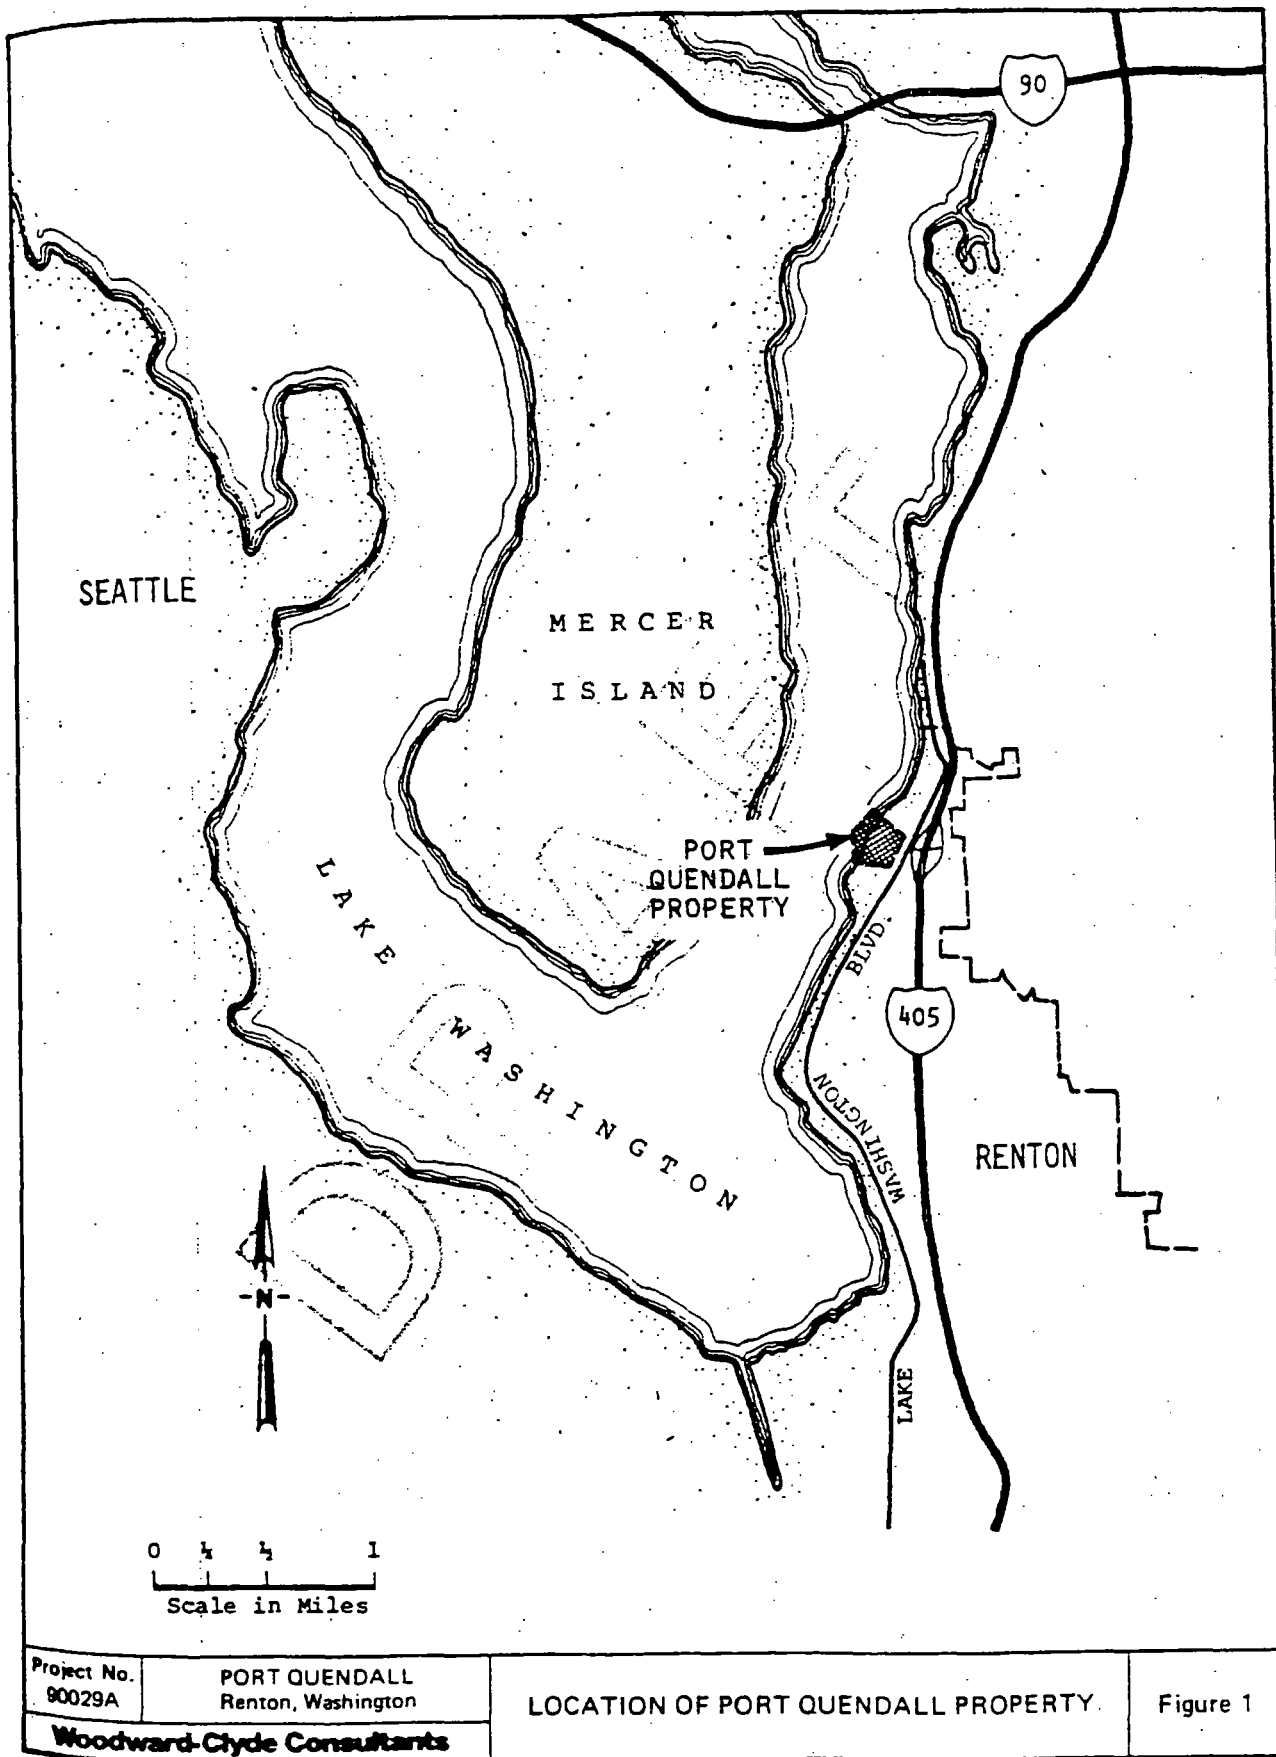 90
SEATTLE
MERCER
ISLAND
PORT
QUENDALL
PROPERTY
LAKE
WASHINGTON
BLVD.
405
WASHINGTON
RENTON
N
LAKE
0 ¼ ½ 1
Scale in Miles
Project No.
90029A
PORT QUENDALL
Renton, Washington
Woodward-Clyde Consultants
LOCATION OF PORT QUENDALL PROPERTY.
Figure 1